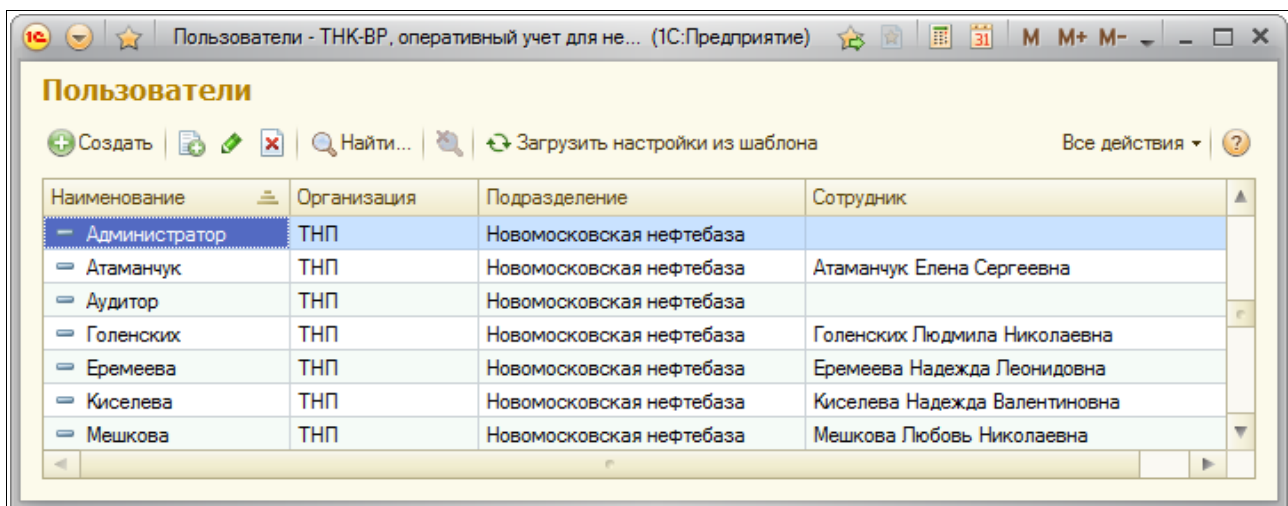 Пользователи - ТНК-ВР, оперативный учет для не... (1С:Предприятие) 31 M M+ M-
Пользователи
Создать Найти... Загрузить настройки из шаблона Все действия ?
Наименование Организация Подразделение Сотрудник
Администратор ТНП Новомосковская нефтебаза
Атаманчук ТНП Новомосковская нефтебаза Атаманчук Елена Сергеевна
Аудитор ТНП Новомосковская нефтебаза
Голенских ТНП Новомосковская нефтебаза Голенских Людмила Николаевна
Еремеева ТНП Новомосковская нефтебаза Еремеева Надежда Леонидовна
Киселева ТНП Новомосковская нефтебаза Киселева Надежда Валентиновна
Мешкова ТНП Новомосковская нефтебаза Мешкова Любовь Николаевна